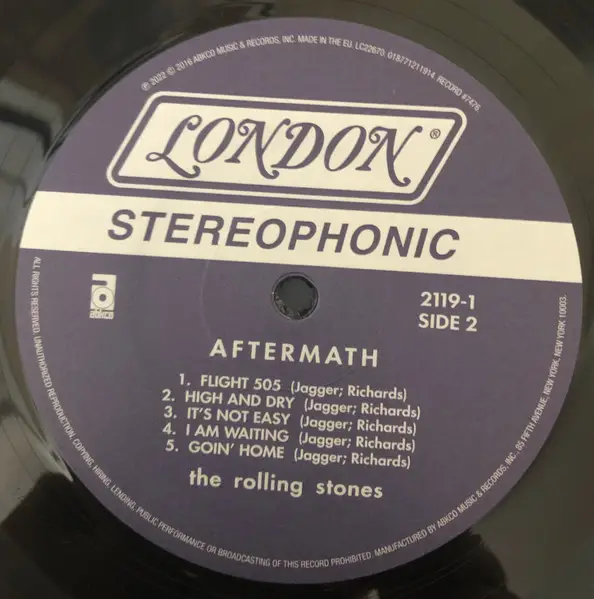 ℗ 2022 © 2016 ABKCO MUSIC & RECORDS, INC. MADE IN THE EU. LC22670. 018771211914. RECORD #7476
LONDON®
STEREOPHONIC
abkco
2119-1
SIDE 2
AFTERMATH
1. FLIGHT 505 (Jagger; Richards)
2. HIGH AND DRY (Jagger; Richards)
3. IT'S NOT EASY (Jagger; Richards)
4. I AM WAITING (Jagger; Richards)
5. GOIN' HOME (Jagger; Richards)
the rolling stones
ALL RIGHTS RESERVED. UNAUTHORIZED REPRODUCTION, COPYING, HIRING, LENDING, PUBLIC PERFORMANCE OR BROADCASTING OF THIS RECORD PROHIBITED. MANUFACTURED BY ABKCO MUSIC & RECORDS, INC. 85 FIFTH AVENUE, NEW YORK, NEW YORK 10003.